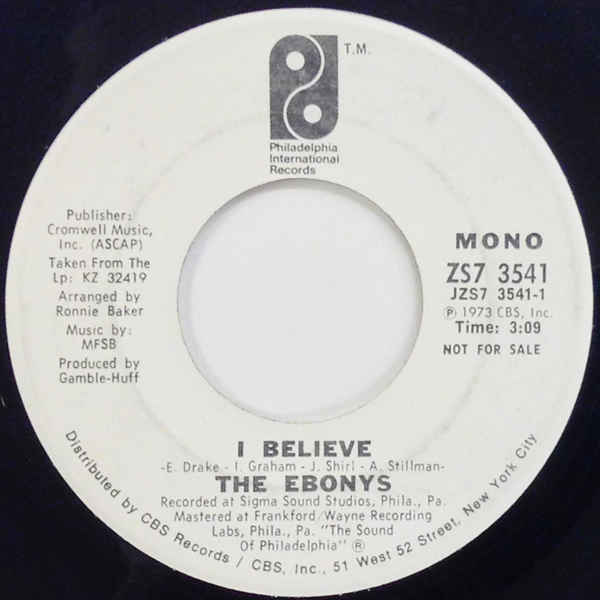 T.M.
Philadelphia
International
Records
Publisher:
Cromwell Music,
Inc. (ASCAP)
Taken From The
Lp: KZ 32419
Arranged by
Ronnie Baker
Music by:
MFSB
Produced by
Gamble-Huff
MONO
ZS7 3541
JZS7 3541-1
Ⓟ 1973 CBS, Inc.
Time: 3:09
NOT FOR SALE
I BELIEVE
-E. Drake - I. Graham - J. Shirl - A. Stillman-
THE EBONYS
Recorded at Sigma Sound Studios, Phila., Pa.
Mastered at Frankford/Wayne Recording
Labs, Phila., Pa. "The Sound
Of Philadelphia" ®
Distributed by CBS Records / CBS, Inc., 51 West 52 Street, New York City